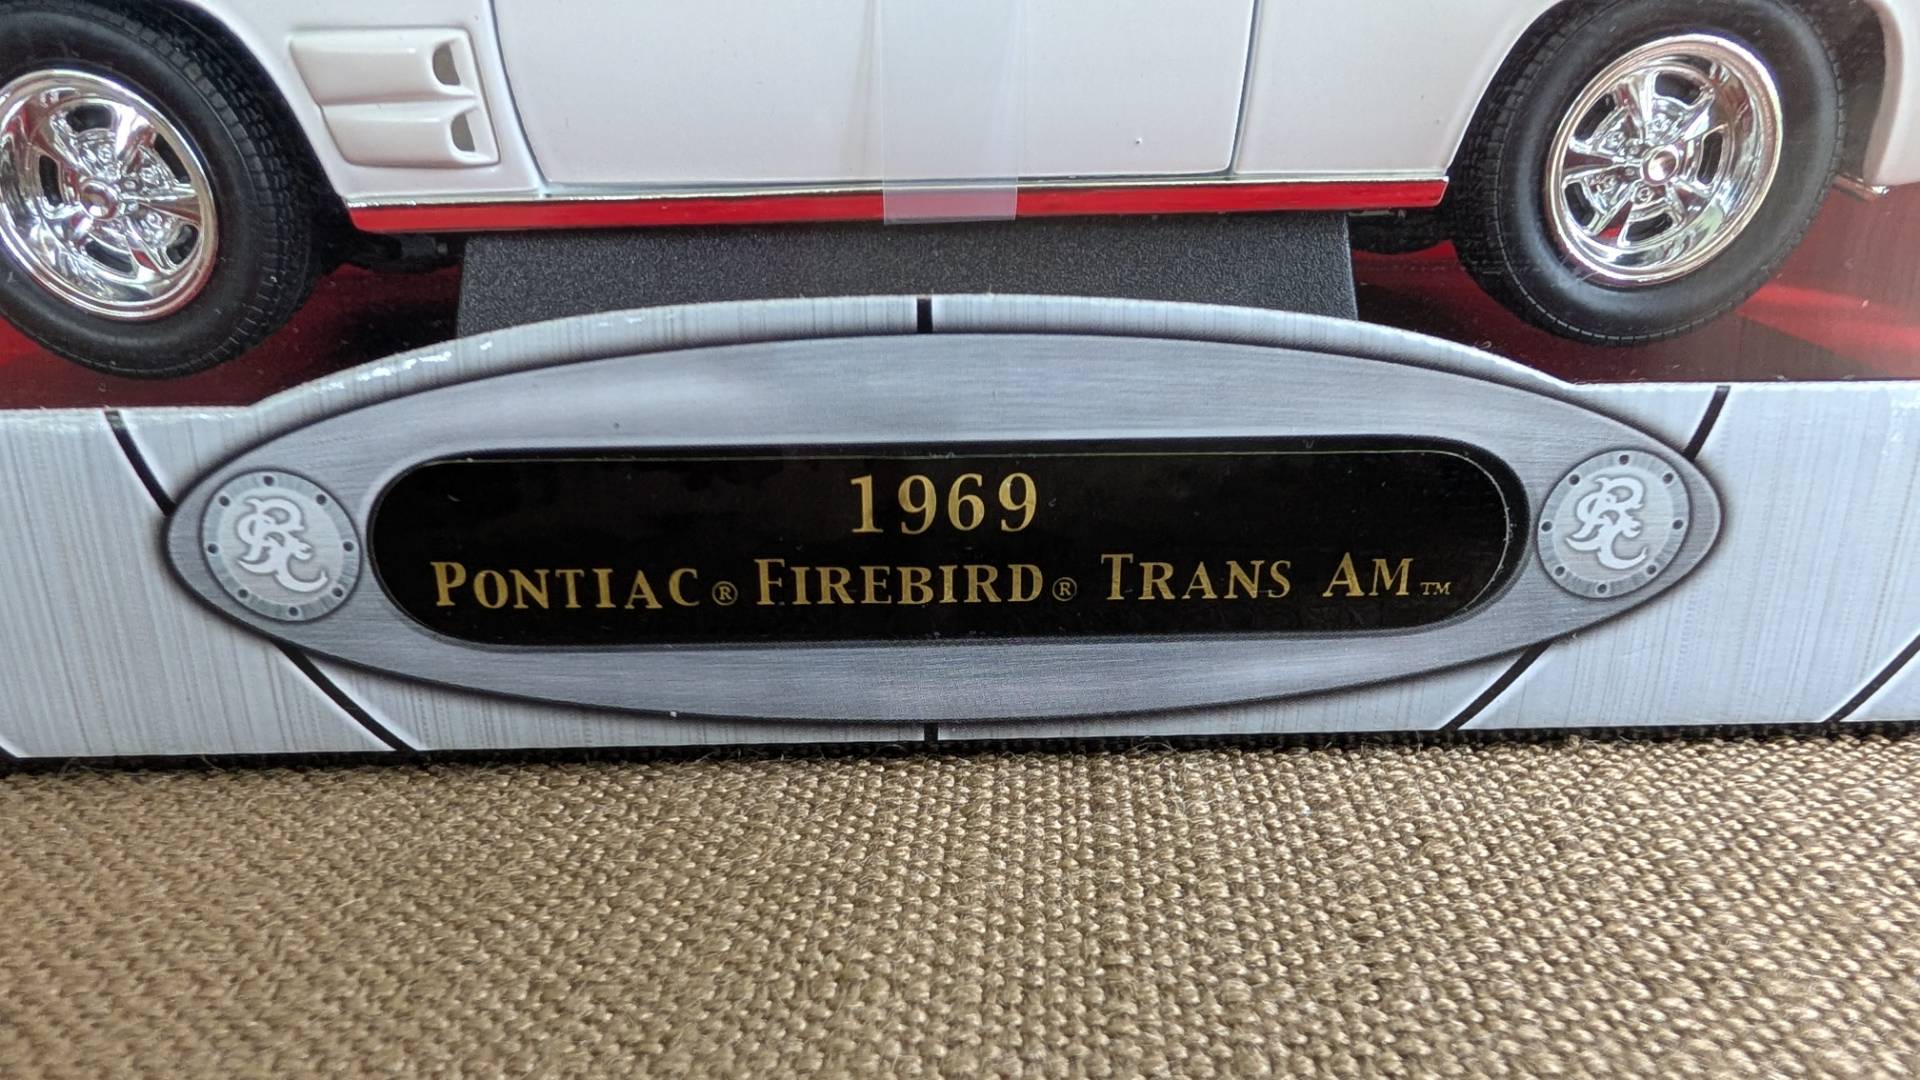 1969
PONTIAC® FIREBIRD® TRANS AM™